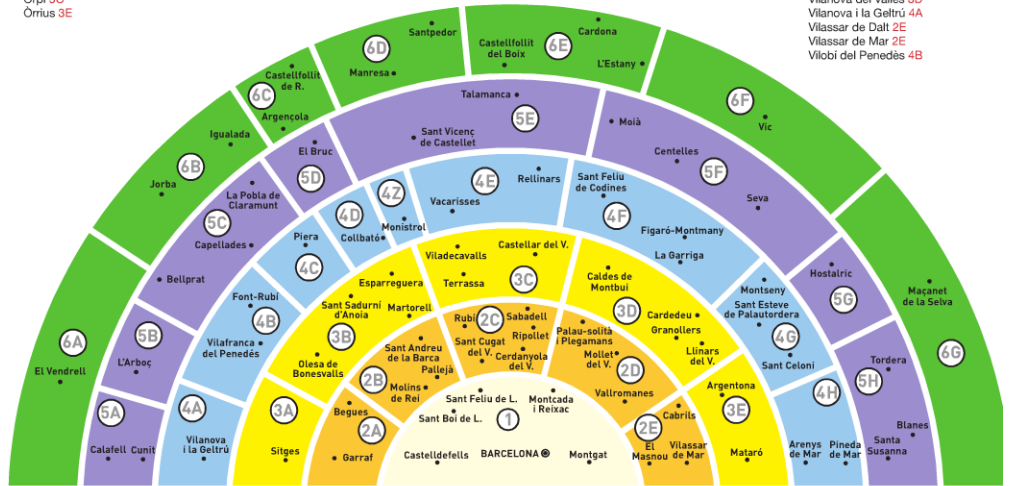 Òrrius 3E
Vilanova i la Geltrú 4A
Vilassar de Dalt 2E
Vilassar de Mar 2E
Vilobí del Penedès 4B
6D
Santpedor
Manresa
Castellfollit
del Boix
6E
Cardona
L'Estany
6C
Castellfollit
de R.
Argençola
6F
Vic
Igualada
6B
Jorba
Talamanca
5E
Sant Vicenç
de Castellet
Moià
Centelles
5F
Seva
El Bruc
5D
La Pobla de
Claramunt
5C
Capellades
Bellprat
4Z
4D
Collbató
Monistrol
4E
Rellinars
Vacarisses
Sant Feliu
de Codines
4F
Figaró-Montmany
La Garriga
Piera
4C
Viladecavalls
Castellar del V.
Terrassa
3C
Caldes de
Montbui
3D
Cardedeu
Granollers
Llinars
del V.
Hostalric
5G
Montseny
Sant Esteve
de Palautordera
4G
Sant Celoni
Maçanet
de la Selva
6G
Esparreguera
Sant Sadurní
d'Anoia
Martorell
3B
Olesa de
Bonesvalls
Font-Rubí
4B
Vilafranca
del Penedés
5B
L'Arboç
6A
El Vendrell
Rubí
2C
Sabadell
Ripollet
Sant Cugat
del V.
Cerdanyola
del V.
Palau-solità
i Plegamans
Mollet
del V.
2D
Vallromanes
Sant Andreu
de la Barca
Pallejà
2B
Molins
de Rei
Begues
2A
Garraf
Sant Feliu de L.
Montcada
i Reixac
Sant Boi de L.
1
Castelldefells
BARCELONA
Montgat
2E
Cabrils
El
Masnou
Vilassar
de Mar
Argentona
3E
Mataró
4H
Arenys
de Mar
Pineda
de Mar
Tordera
5H
Blanes
Santa
Susanna
3A
Sitges
4A
Vilanova
i la Geltrú
5A
Calafell
Cunit